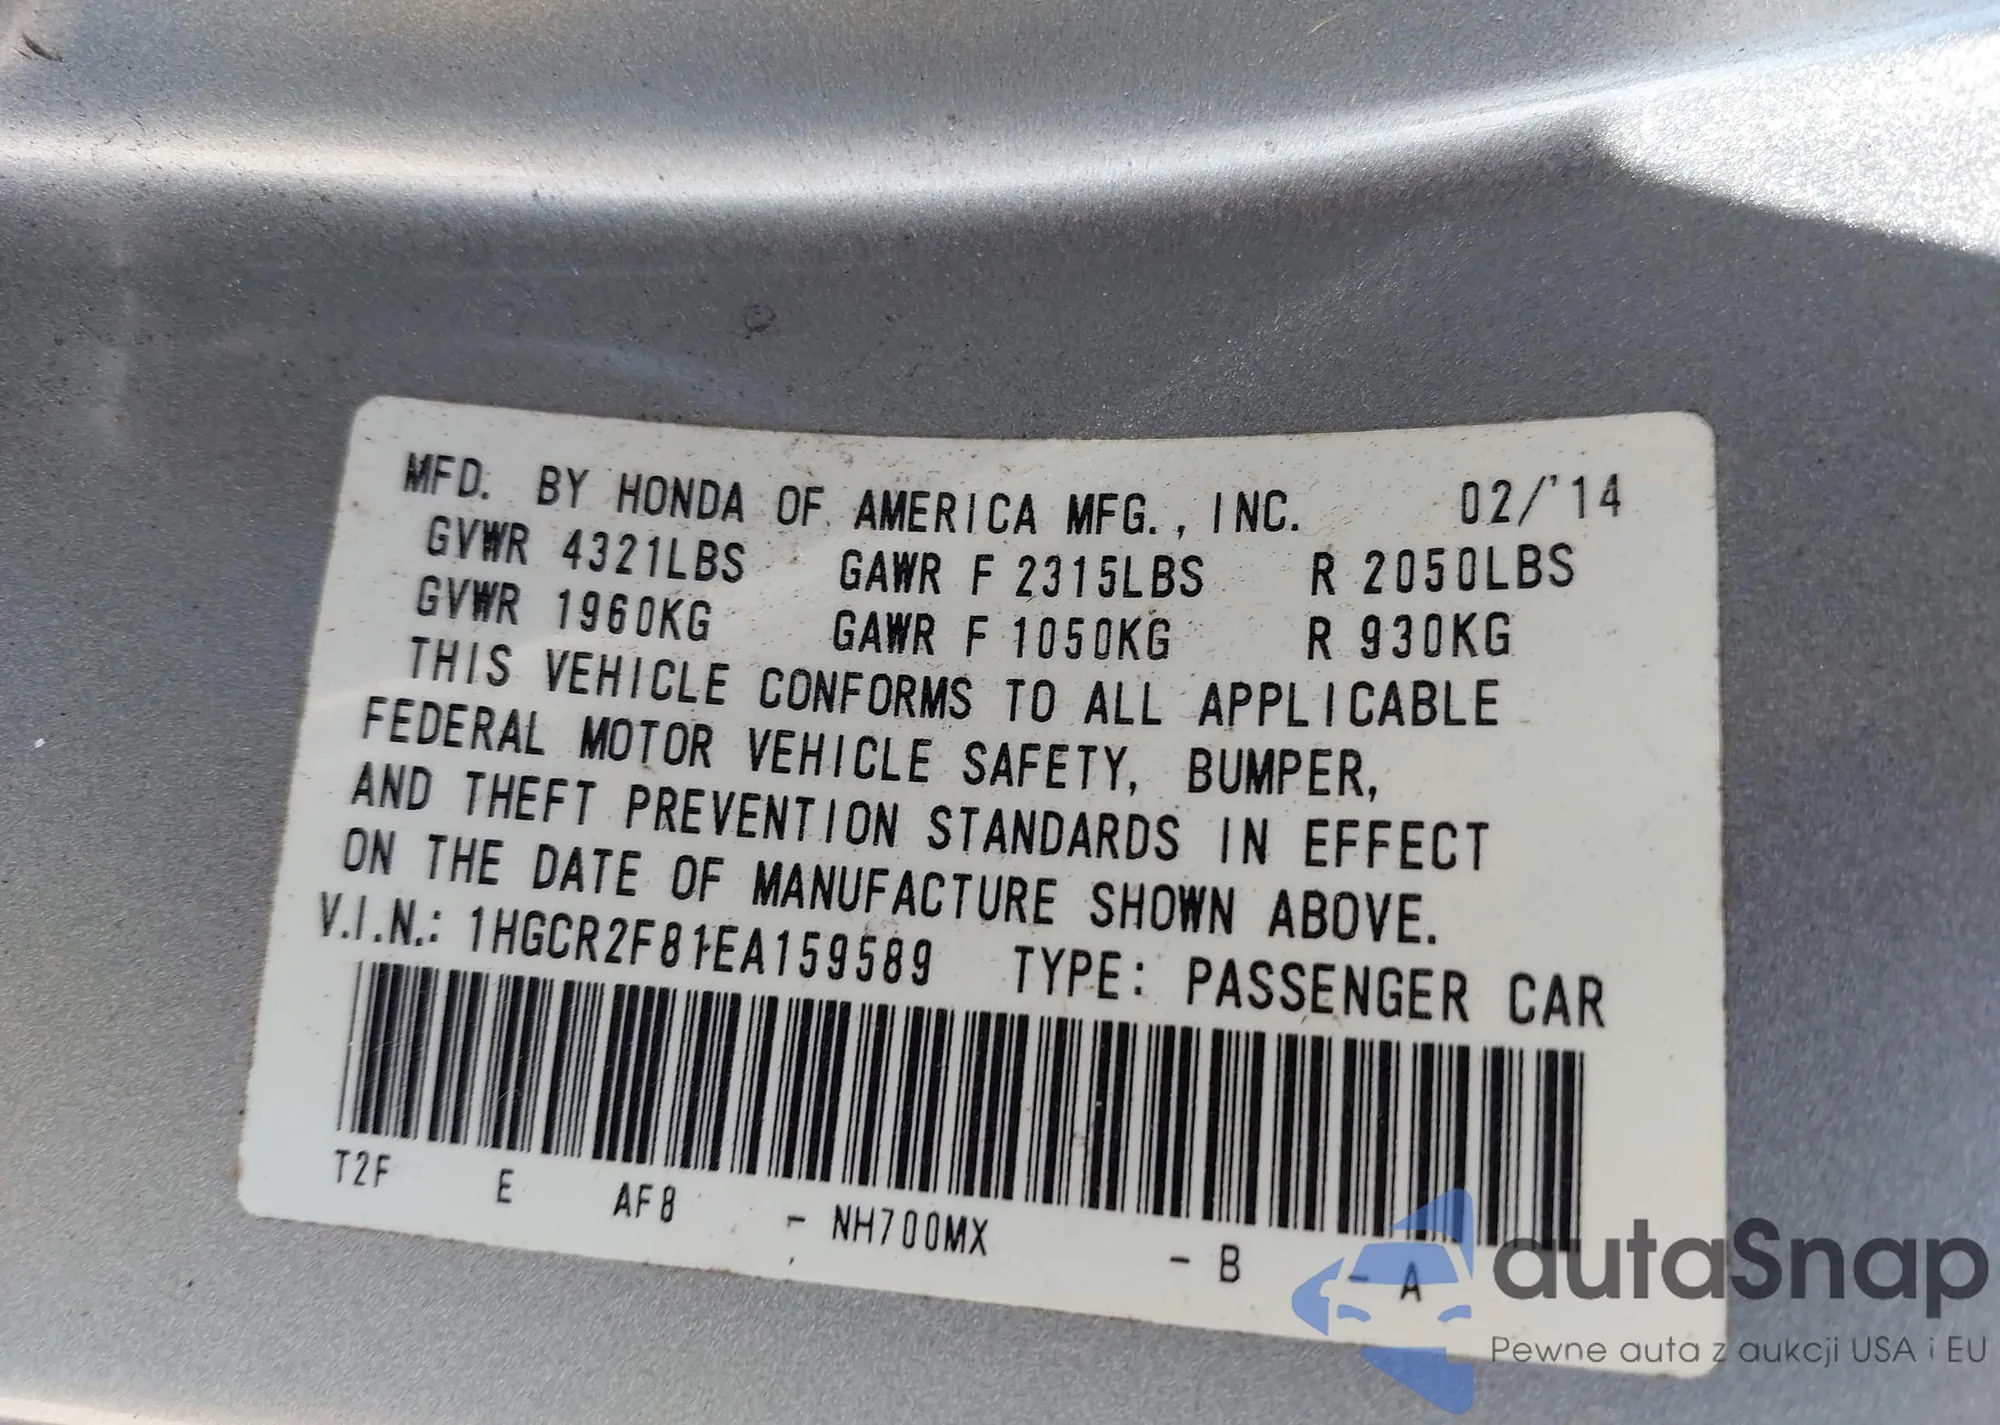 MFD. BY HONDA OF AMERICA MFG., INC. 02/'14
GVWR 4321LBS GAWR F 2315LBS R 2050LBS
GVWR 1960KG GAWR F 1050KG R 930KG
THIS VEHICLE CONFORMS TO ALL APPLICABLE
FEDERAL MOTOR VEHICLE SAFETY, BUMPER,
AND THEFT PREVENTION STANDARDS IN EFFECT
ON THE DATE OF MANUFACTURE SHOWN ABOVE.
V.I.N.: 1HGCR2F81EA159589 TYPE: PASSENGER CAR
T2F E AF8 - NH700MX - B - A
autaSnap
Pewne auta z aukcji USA i EU